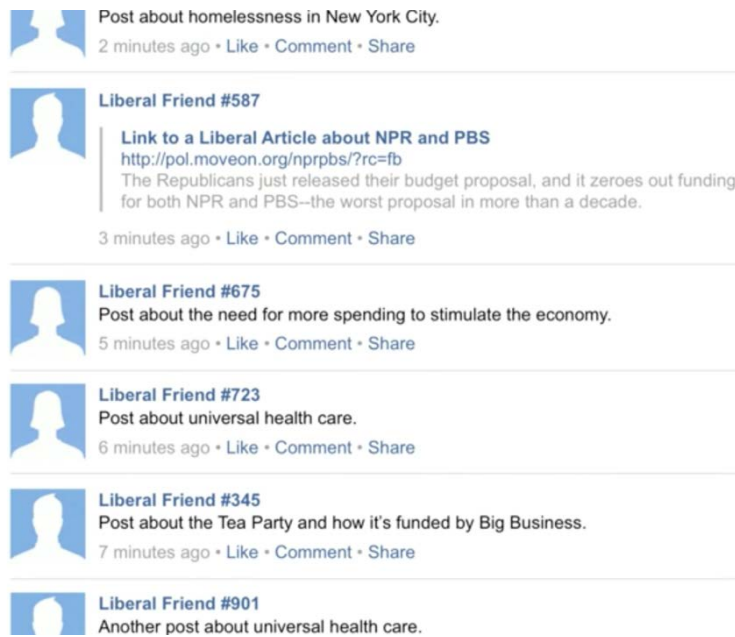 Post about homelessness in New York City.
2 minutes ago • Like • Comment • Share
Liberal Friend #587
Link to a Liberal Article about NPR and PBS
http://pol.moveon.org/nprpbs/?rc=fb
The Republicans just released their budget proposal, and it zeroes out funding
for both NPR and PBS--the worst proposal in more than a decade.
3 minutes ago • Like • Comment • Share
Liberal Friend #675
Post about the need for more spending to stimulate the economy.
5 minutes ago • Like • Comment • Share
Liberal Friend #723
Post about universal health care.
6 minutes ago • Like • Comment • Share
Liberal Friend #345
Post about the Tea Party and how it's funded by Big Business.
7 minutes ago • Like • Comment • Share
Liberal Friend #901
Another post about universal health care.